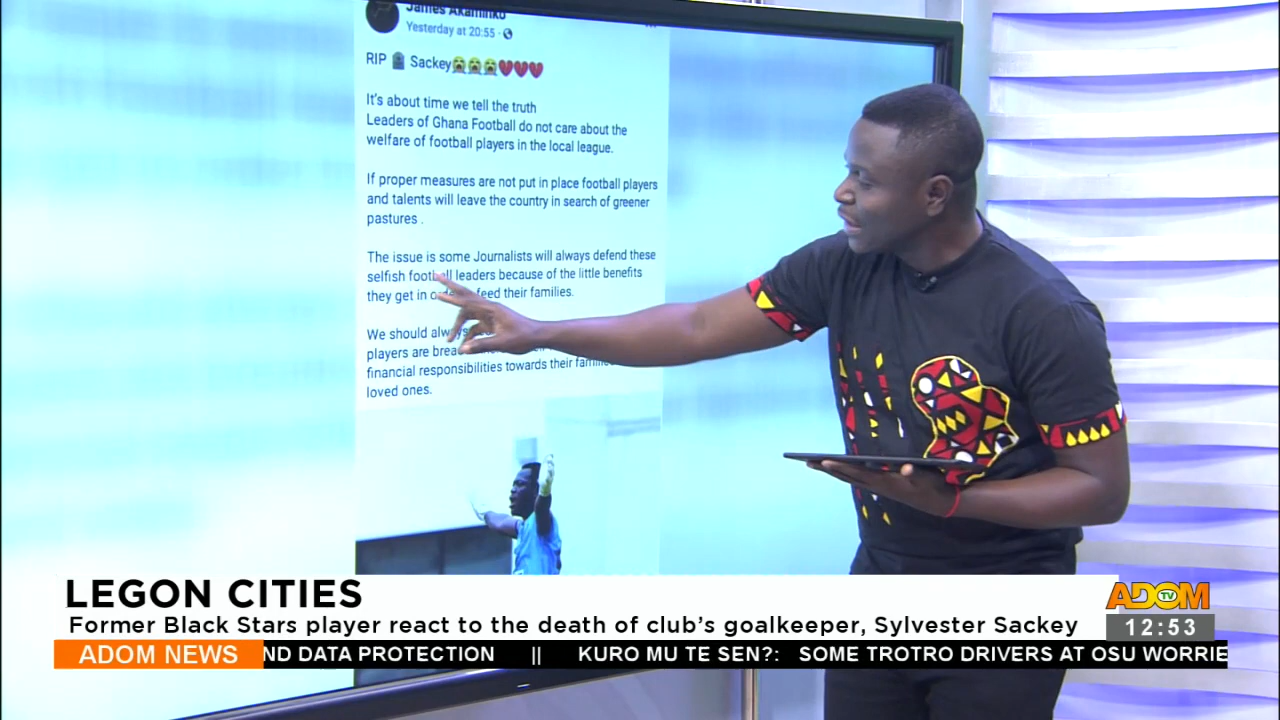 James Akaminko
Yesterday at 20:55 ·
RIP Sackey
It's about time we tell the truth
Leaders of Ghana Football do not care about the
welfare of football players in the local league.
If proper measures are not put in place football players
and talents will leave the country in search of greener
pastures .
The issue is some Journalists will always defend these
selfish football leaders because of the little benefits
they get in feed their families.
We should always
players are
financial responsibilities towards their
loved ones.
LEGON CITIES
Former Black Stars player react to the death of club's goalkeeper, Sylvester Sackey
ADOM TV
12:53
ADOM NEWS
ND DATA PROTECTION || KURO MU TE SEN?: SOME TROTRO DRIVERS AT OSU WORRIE